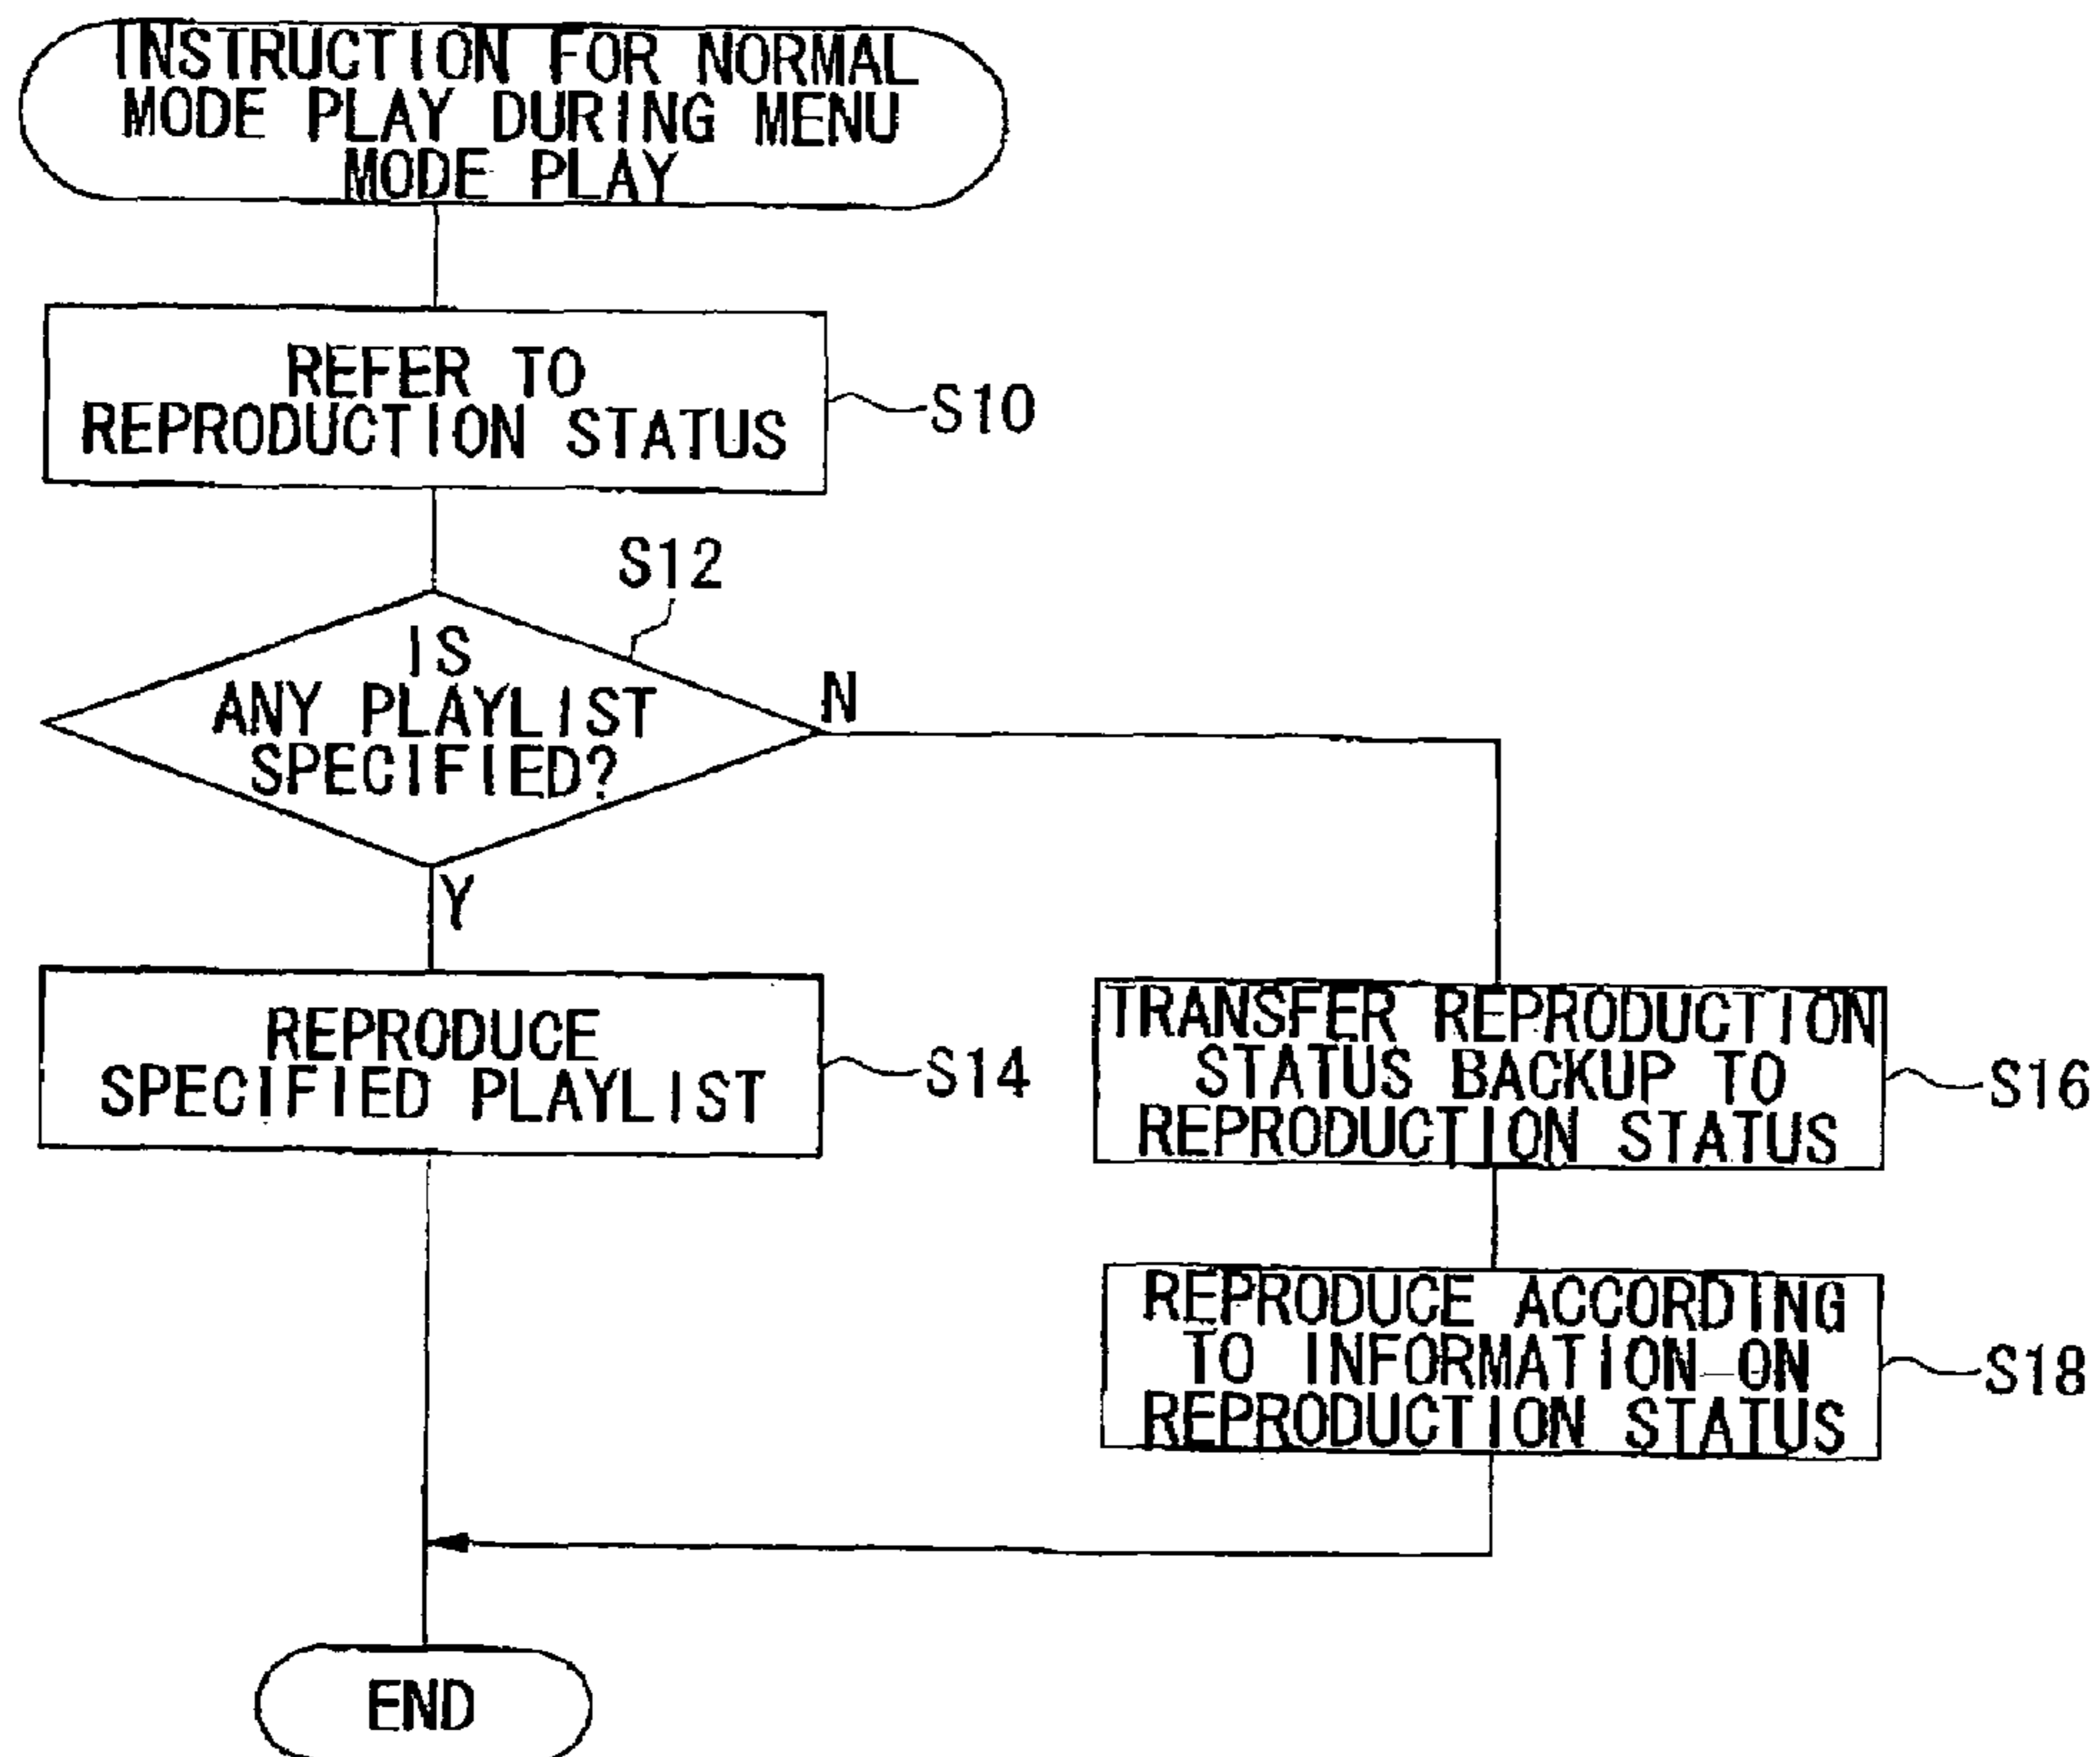 INSTRUCTION FOR NORMAL
MODE PLAY DURING MENU
MODE PLAY
REFER TO
REPRODUCTION STATUS
S10
S12
IS
ANY PLAYLIST
SPECIFIED?
N
Y
REPRODUCE
SPECIFIED PLAYLIST
S14
TRANSFER REPRODUCTION
STATUS BACKUP TO
REPRODUCTION STATUS
S16
REPRODUCE ACCORDING
TO INFORMATION ON
REPRODUCTION STATUS
S18
END